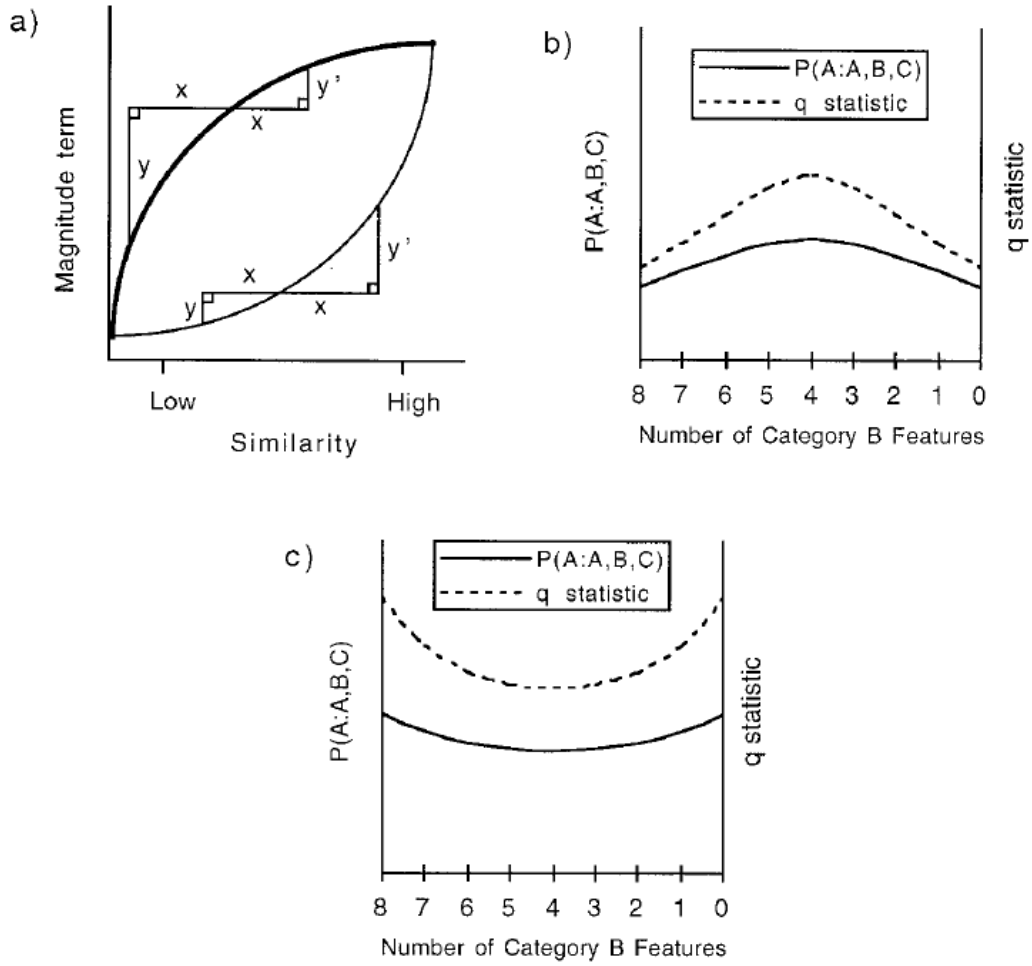 a)
Magnitude term
x
y'
x
y
x
y'
y
x
Low
High
Similarity
b)
P(A:A,B,C)
q statistic
P(A:A,B,C)
q statistic
8 7 6 5 4 3 2 1 0
Number of Category B Features
c)
P(A:A,B,C)
q statistic
P(A:A,B,C)
q statistic
8 7 6 5 4 3 2 1 0
Number of Category B Features